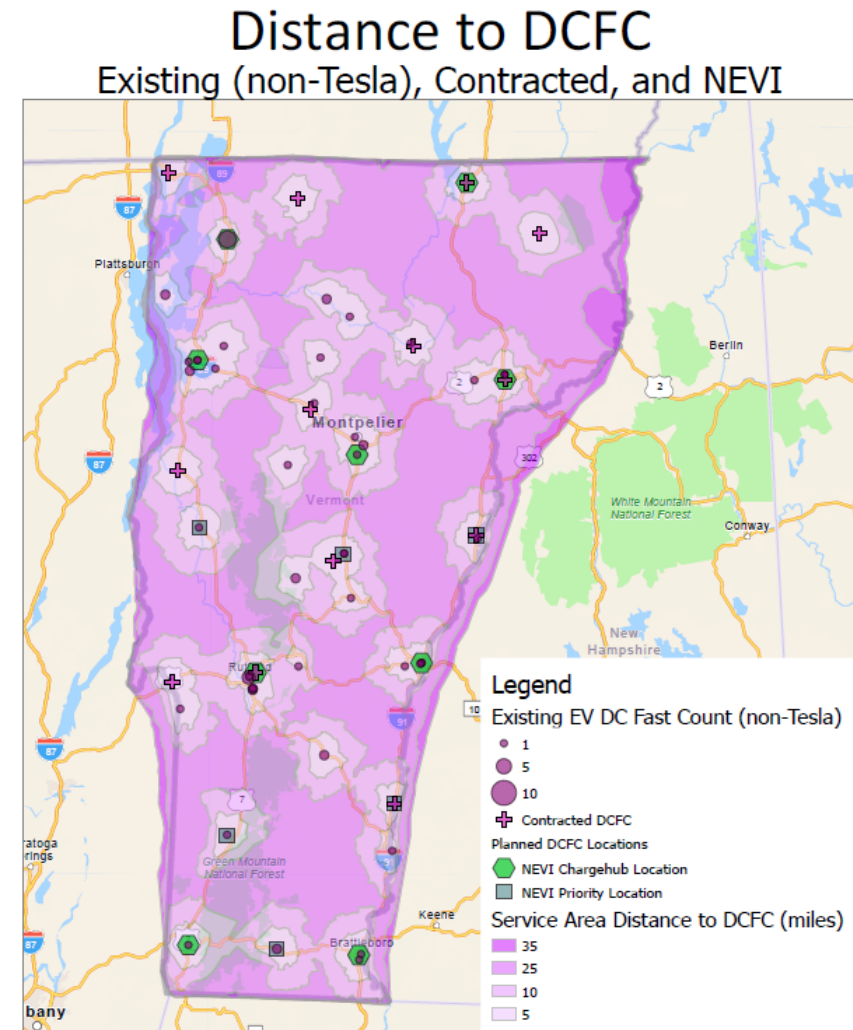 Distance to DCFC
Existing (non-Tesla), Contracted, and NEVI
89
87
Plattsburgh
Berlin
2
2
Montpelier
302
87
Vermont
White Mountain
National Forest
Conway
New
Hampshire
10
91
87
7
Green Mountain
National Forest
Keene
87
Brattleboro
bany
Legend
Existing EV DC Fast Count (non-Tesla)
1
5
10
Contracted DCFC
Planned DCFC Locations
NEVI Chargehub Location
NEVI Priority Location
Service Area Distance to DCFC (miles)
35
25
10
5